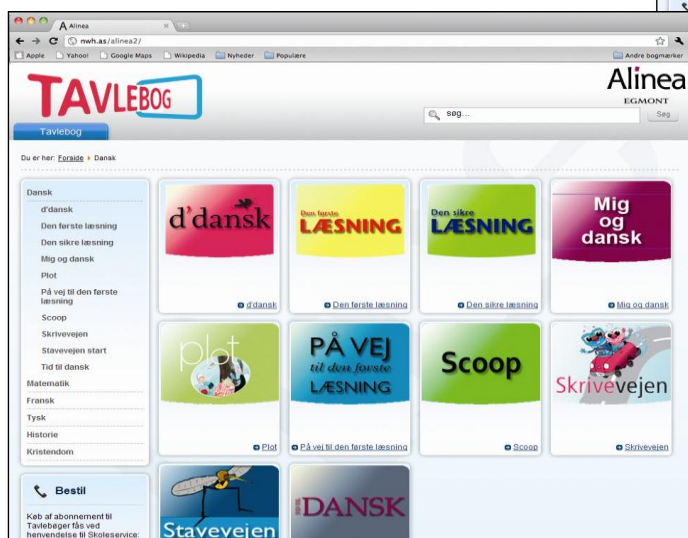 Alinea
nwh.as/alinea2/
Apple Yahoo! Google Maps Wikipedia Nyheder Populære Andre bogmærker
TAVLEBOG
Alinea
EGMONT
søg...
Søg
Tavlebog
Du er her: Forside Dansk
Dansk
d'dansk
Den første læsning
Den sikre læsning
Mig og dansk
Plot
På vej til den første
læsning
Scoop
Skrivevejen
Stavevejen start
Tid til dansk
Matematik
Fransk
Tysk
Historie
Kristendom
Bestil
Køb af abonnement til
Tavlebøger fås ved
henvendelse til Skoleservice:
d'dansk
d'dansk
Den første
LÆSNING
Den første læsning
Den sikre
LÆSNING
Den sikre læsning
Mig
og
dansk
Mig og dansk
plot
Plot
PÅ VEJ
til den første
LÆSNING
På vej til den første læsning
Scoop
Scoop
Skrivevejen
Skrivevejen
Stavevejen
DANSK